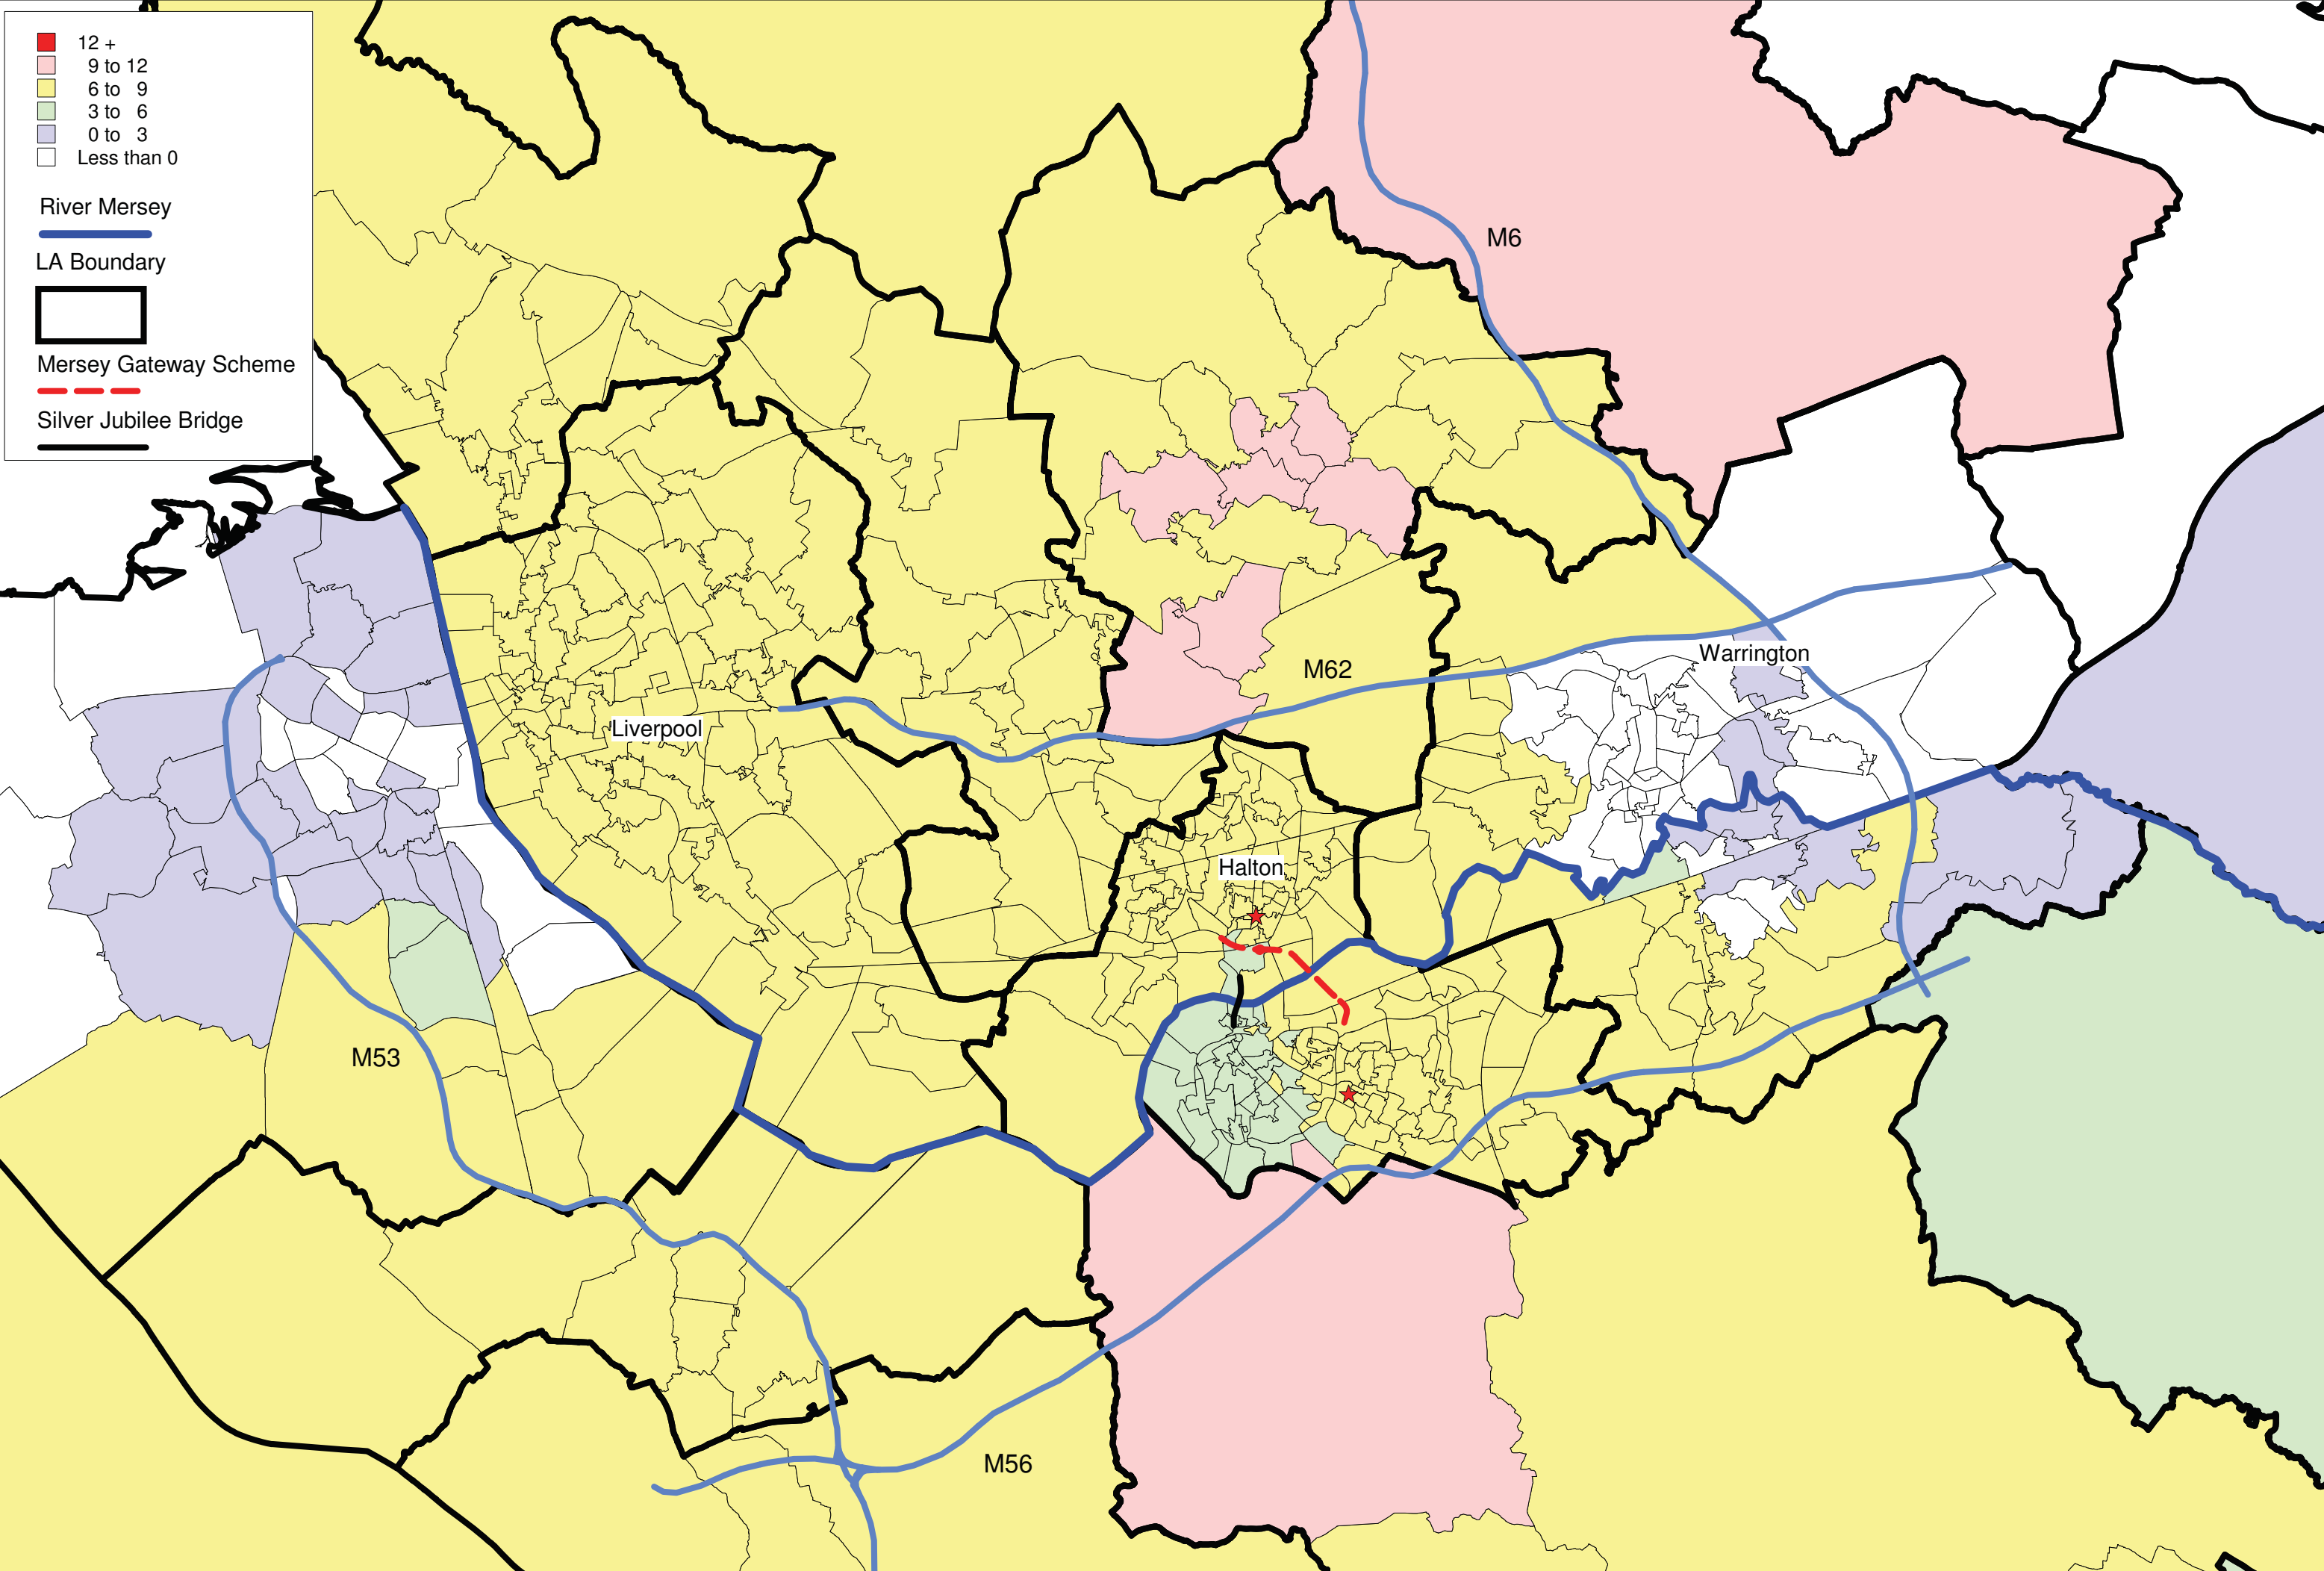 12 +
9 to 12
6 to 9
3 to 6
0 to 3
Less than 0
River Mersey
LA Boundary
Mersey Gateway Scheme
Silver Jubilee Bridge
M6
Warrington
M62
Liverpool
Halton
M53
M56